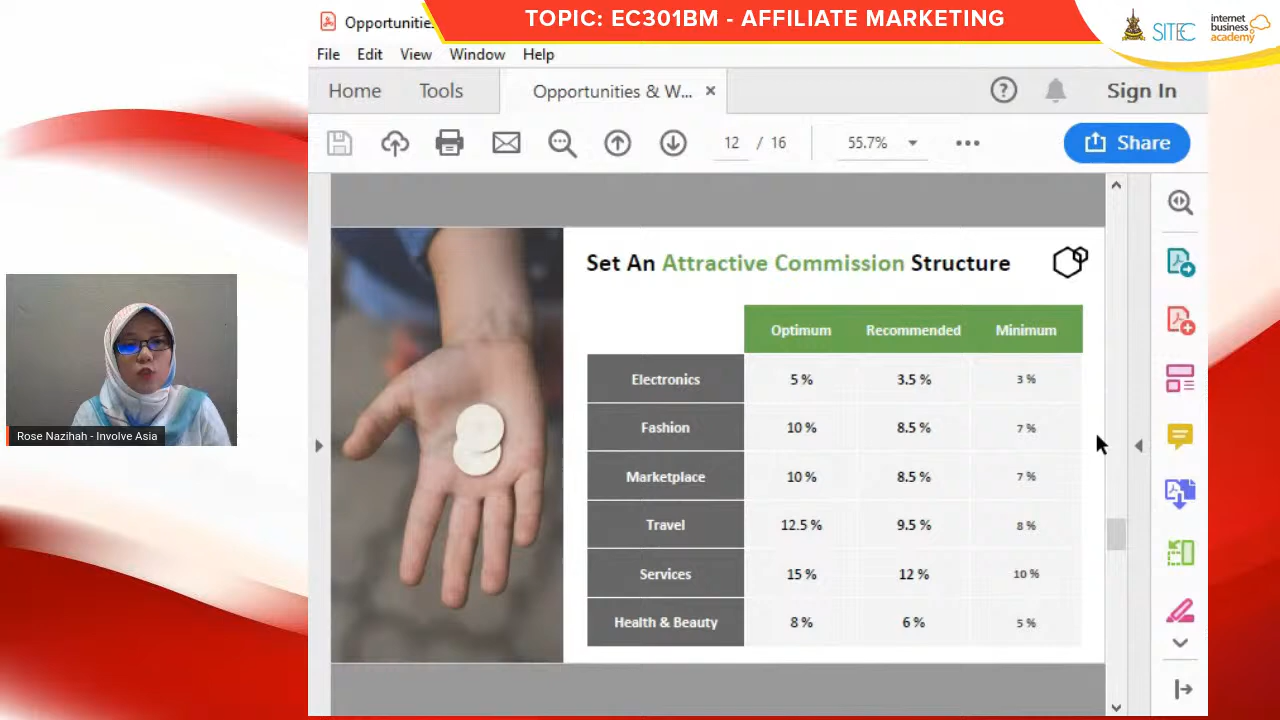 TOPIC: EC301BM - AFFILIATE MARKETING
SITEC
internet
business
academy
Opportunities
File Edit View Window Help
Home Tools Opportunities & W... × Sign In
12 / 16 55.7% Share
Set An Attractive Commission Structure
Optimum Recommended Minimum
Electronics 5 % 3.5 % 3 %
Fashion 10 % 8.5 % 7 %
Marketplace 10 % 8.5 % 7 %
Travel 12.5 % 9.5 % 8 %
Services 15 % 12 % 10 %
Health & Beauty 8 % 6 % 5 %
Rose Nazihah - Involve Asia